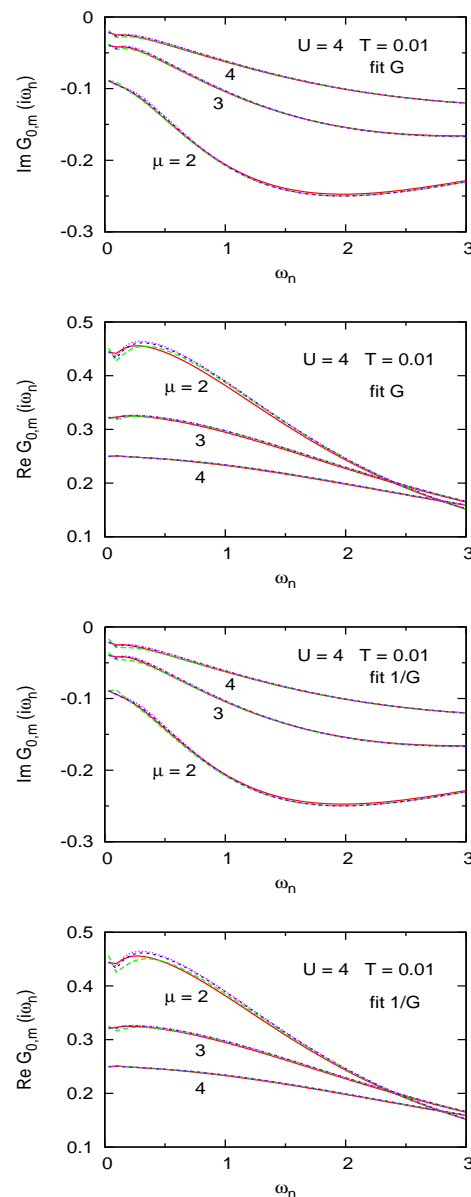 0
U = 4 T = 0.01
4
fit G
-0.1
3
Im G0,m (iωn)
-0.2
μ = 2
-0.3
0 1 2 3
ωn
0.5
U = 4 T = 0.01
0.4
μ = 2
fit G
Re G0,m (iωn)
0.3
3
0.2
4
0.1
0 1 2 3
ωn
0
U = 4 T = 0.01
4
fit 1/G
-0.1
3
Im G0,m (iωn)
-0.2
μ = 2
-0.3
0 1 2 3
ωn
0.5
U = 4 T = 0.01
0.4
μ = 2
fit 1/G
Re G0,m (iωn)
0.3
3
0.2
4
0.1
0 1 2 3
ωn